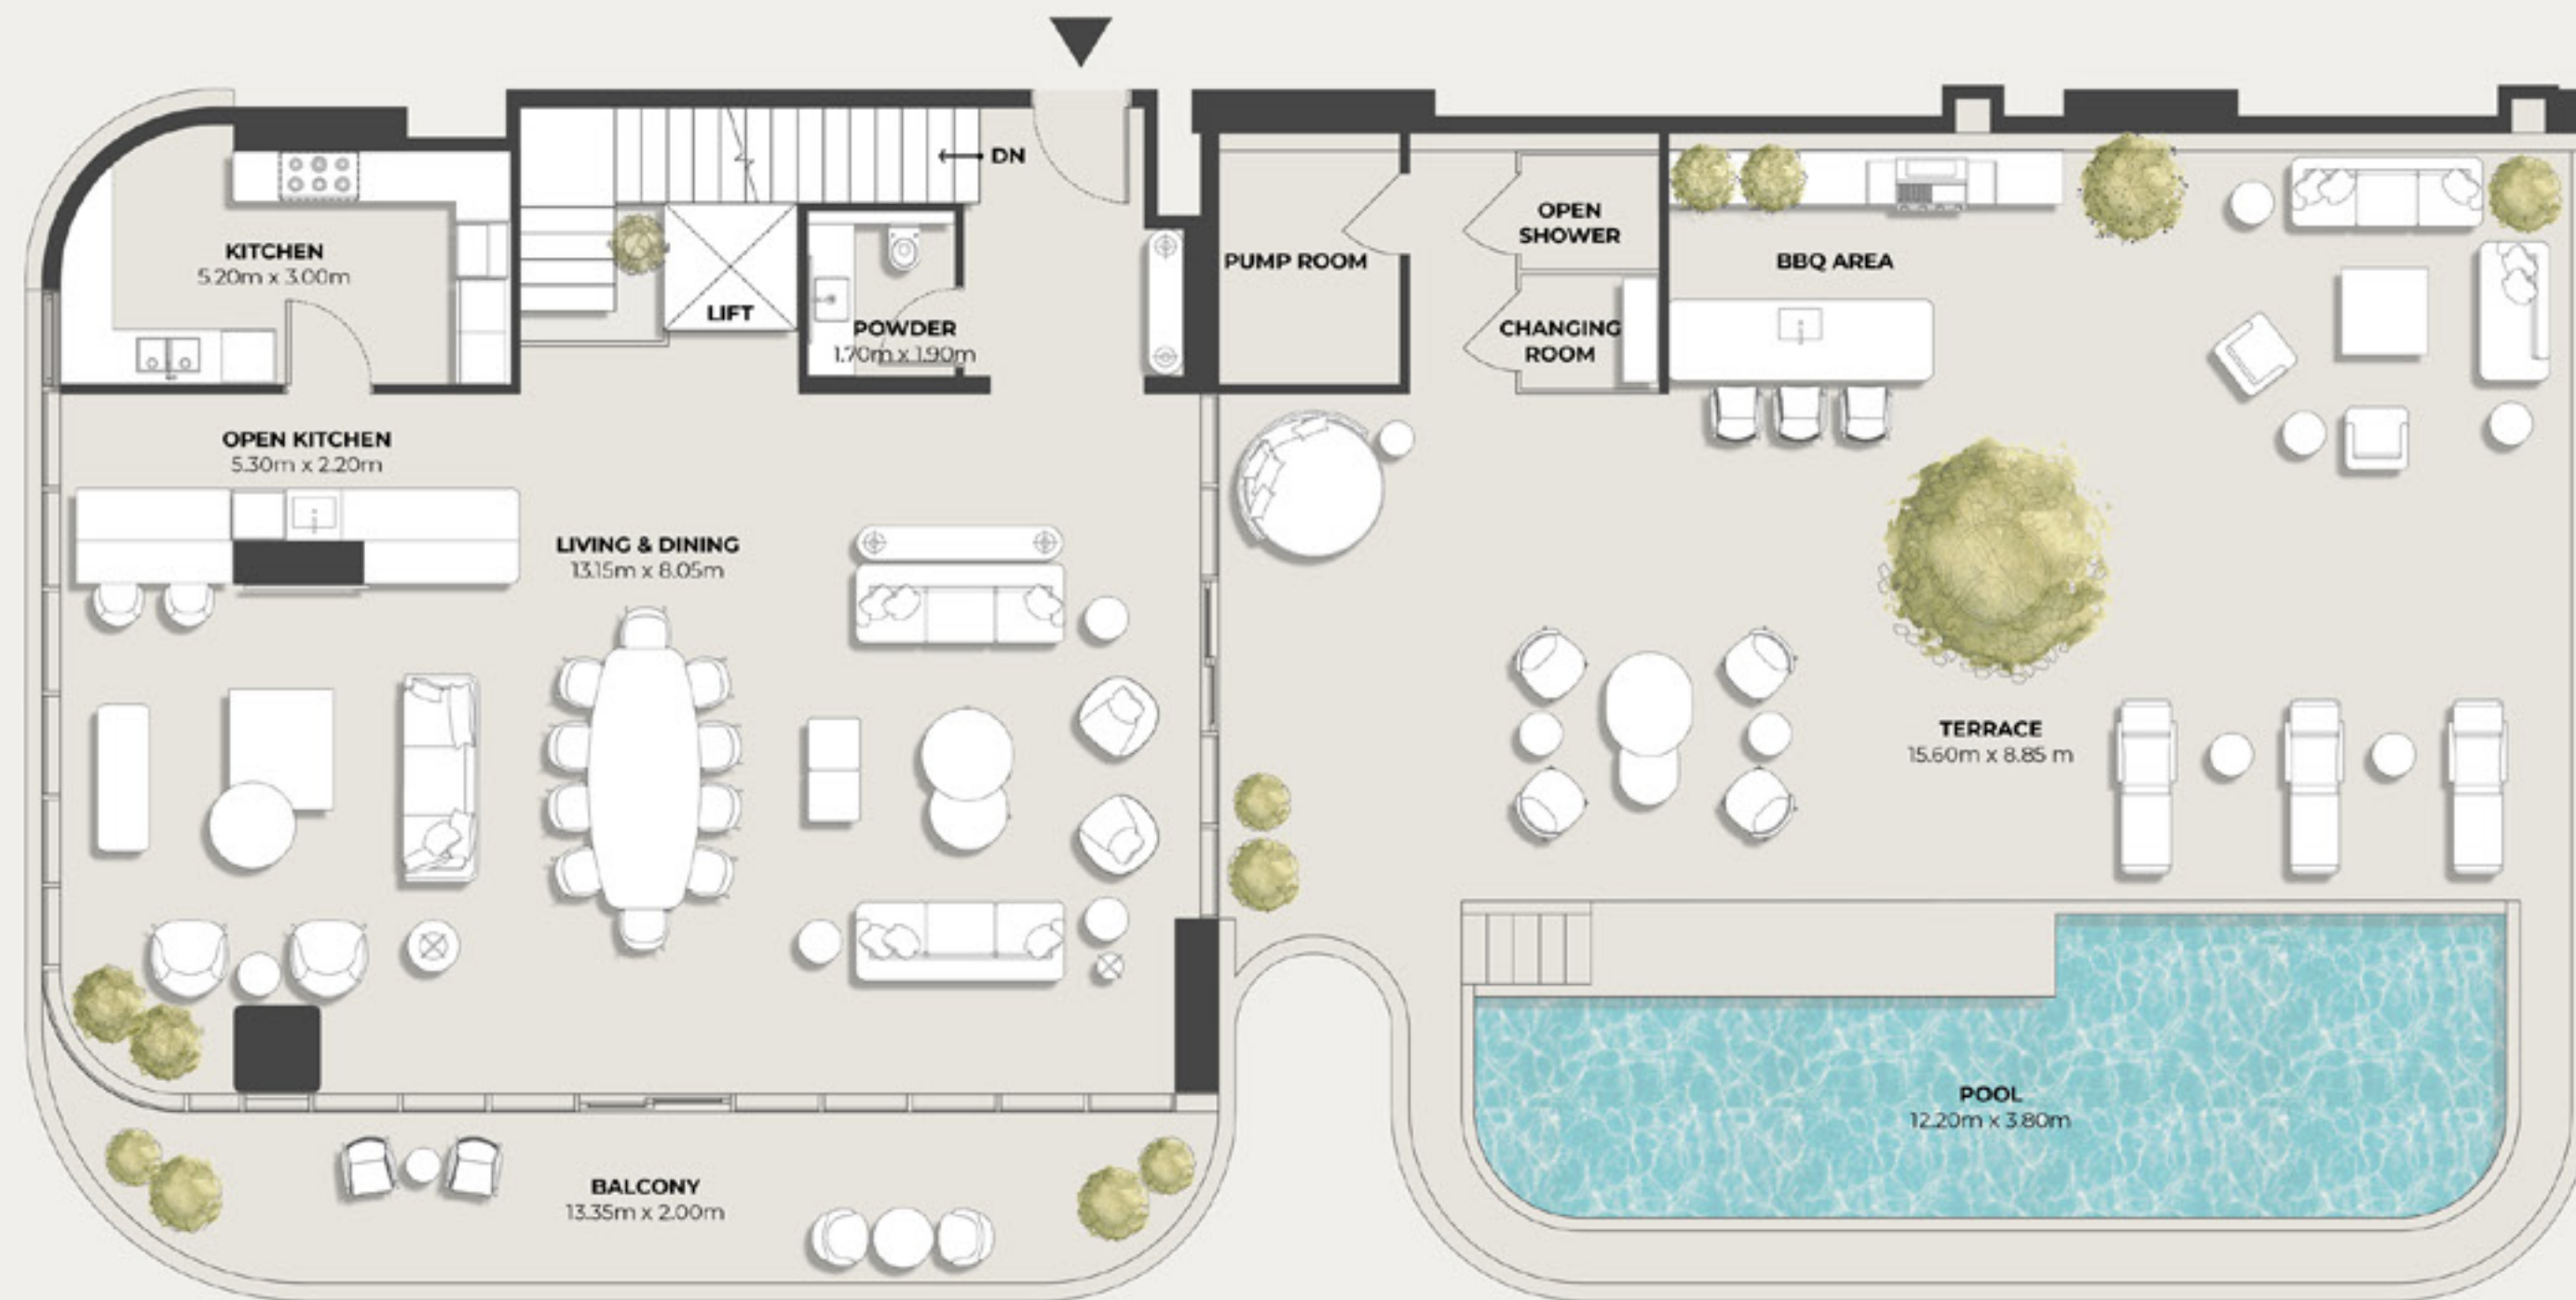 DN
OPEN
SHOWER
KITCHEN
5.20m x 3.00m
PUMP ROOM
BBQ AREA
LIFT
POWDER
1.70m x 1.90m
CHANGING
ROOM
OPEN KITCHEN
5.30m x 2.20m
LIVING & DINING
13.15m x 8.05m
TERRACE
15.60m x 8.85 m
POOL
12.20m x 3.80m
BALCONY
13.35m x 2.00m